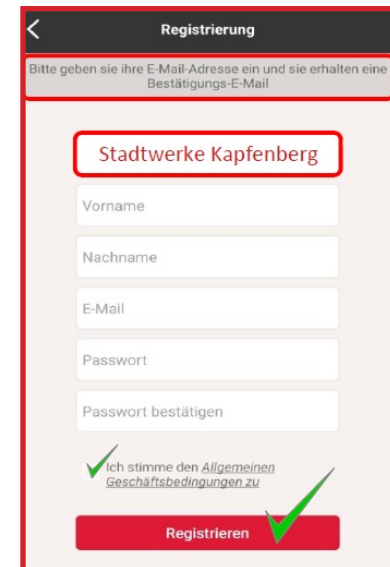 Registrierung
Bitte geben sie ihre E-Mail-Adresse ein und sie erhalten eine
Bestätigungs-E-Mail
Stadtwerke Kapfenberg
Vorname
Nachname
E-Mail
Passwort
Passwort bestätigen
Ich stimme den Allgemeinen
Geschäftsbedingungen zu
Registrieren